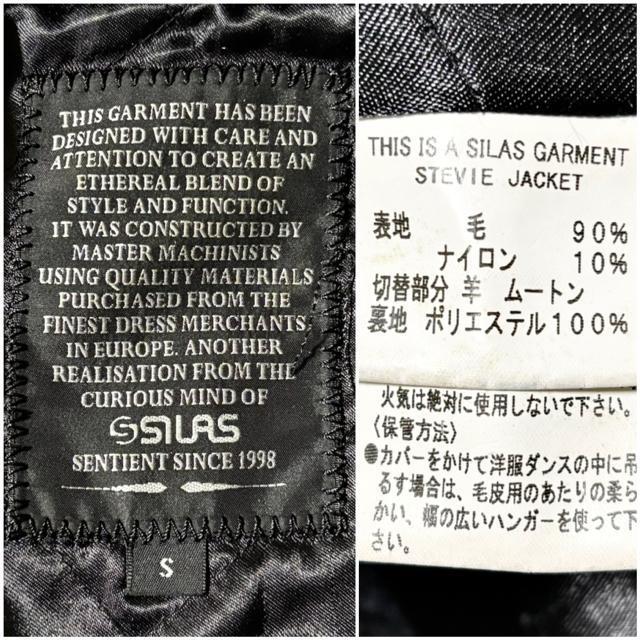 THIS GARMENT HAS BEEN
DESIGNED WITH CARE AND
ATTENTION TO CREATE AN
ETHEREAL BLEND OF
STYLE AND FUNCTION.
IT WAS CONSTRUCTED BY
MASTER MACHINISTS
USING QUALITY MATERIALS
PURCHASED FROM THE
FINEST DRESS MERCHANTS
IN EUROPE. ANOTHER
REALISATION FROM THE
CURIOUS MIND OF
SILAS
SENTIENT SINCE 1998
S
THIS IS A SILAS GARMENT
STEVIE JACKET
表地 毛 90%
ナイロン 10%
切替部分 羊 ムートン
裏地 ポリエステル100%
火気は絶対に使用しないで下さい。
〈保管方法〉
●カバーをかけて洋服ダンスの中に吊
るす場合は、毛皮用のあたりの柔ら
かい、幅の広いハンガーを使って下
さい。